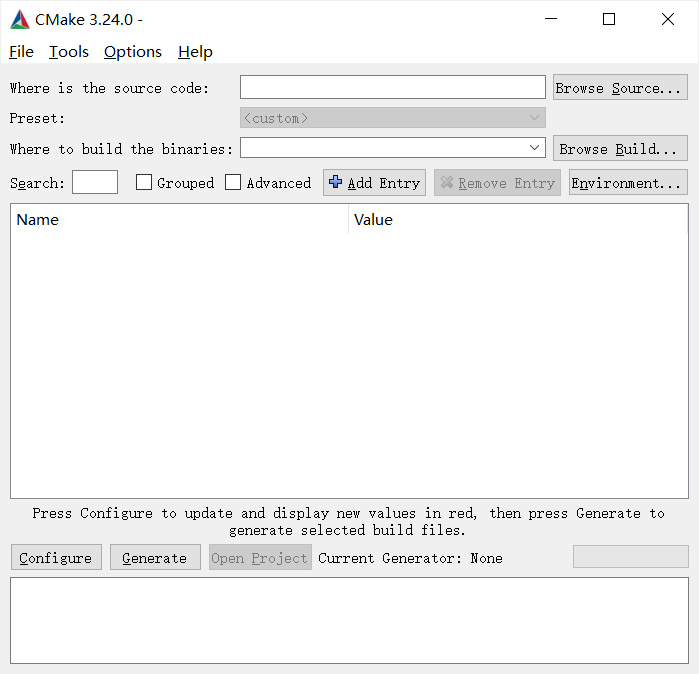 CMake 3.24.0 -
File Tools Options Help
Where is the source code: Browse Source...
Preset: <custom>
Where to build the binaries: Browse Build...
Search: Grouped Advanced Add Entry Remove Entry Environment...
Name Value
Press Configure to update and display new values in red, then press Generate to
generate selected build files.
Configure Generate Open Project Current Generator: None